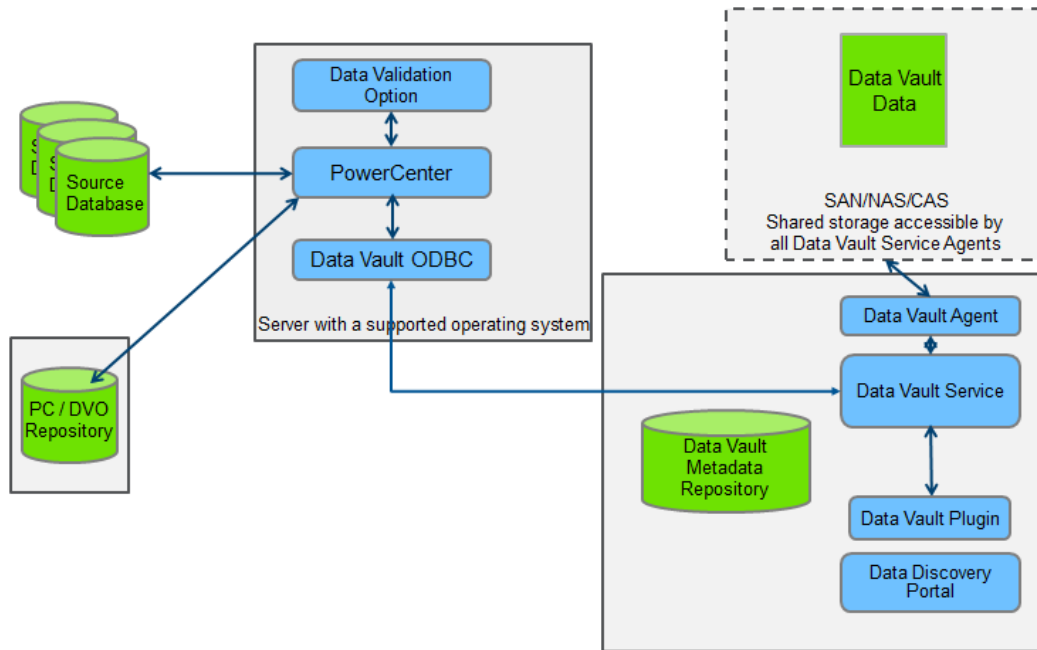 Data Validation
Option
PowerCenter
Data Vault ODBC
Server with a supported operating system
S
D
S
D
Source
Database
PC / DVO
Repository
Data Vault
Data
SAN/NAS/CAS
Shared storage accessible by
all Data Vault Service Agents
Data Vault Agent
Data Vault Service
Data Vault
Metadata
Repository
Data Vault Plugin
Data Discovery
Portal